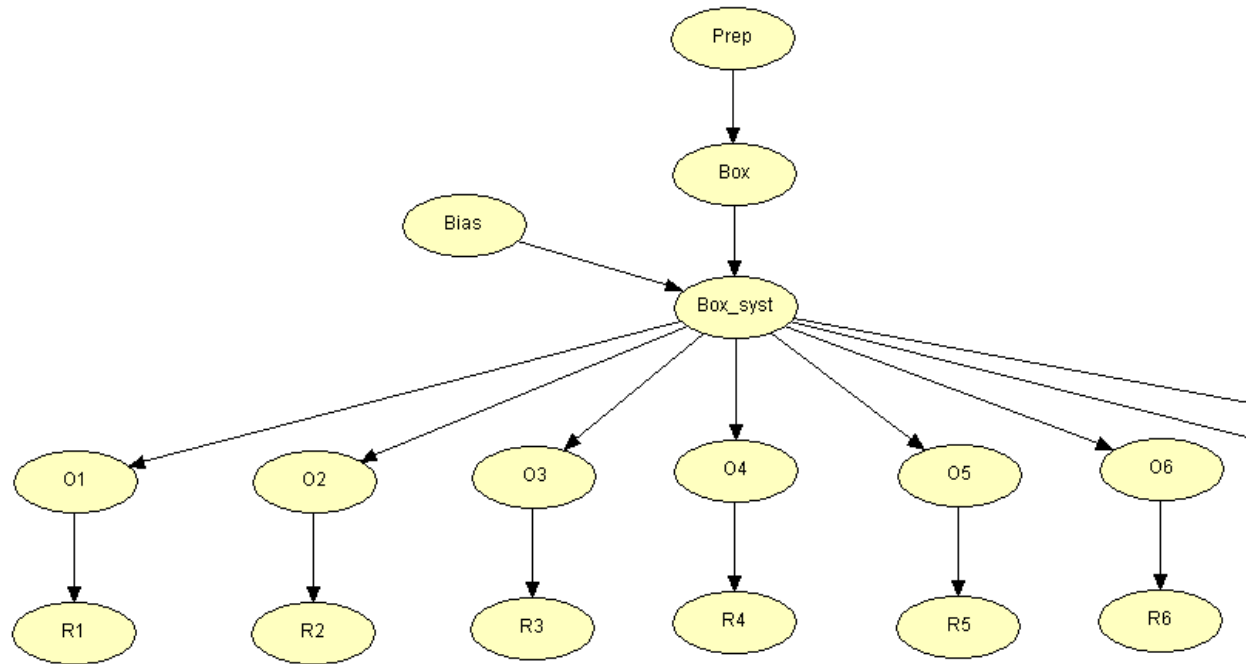 Prep
Box
Bias
Box_syst
O1
O2
O3
O4
O5
O6
R1
R2
R3
R4
R5
R6